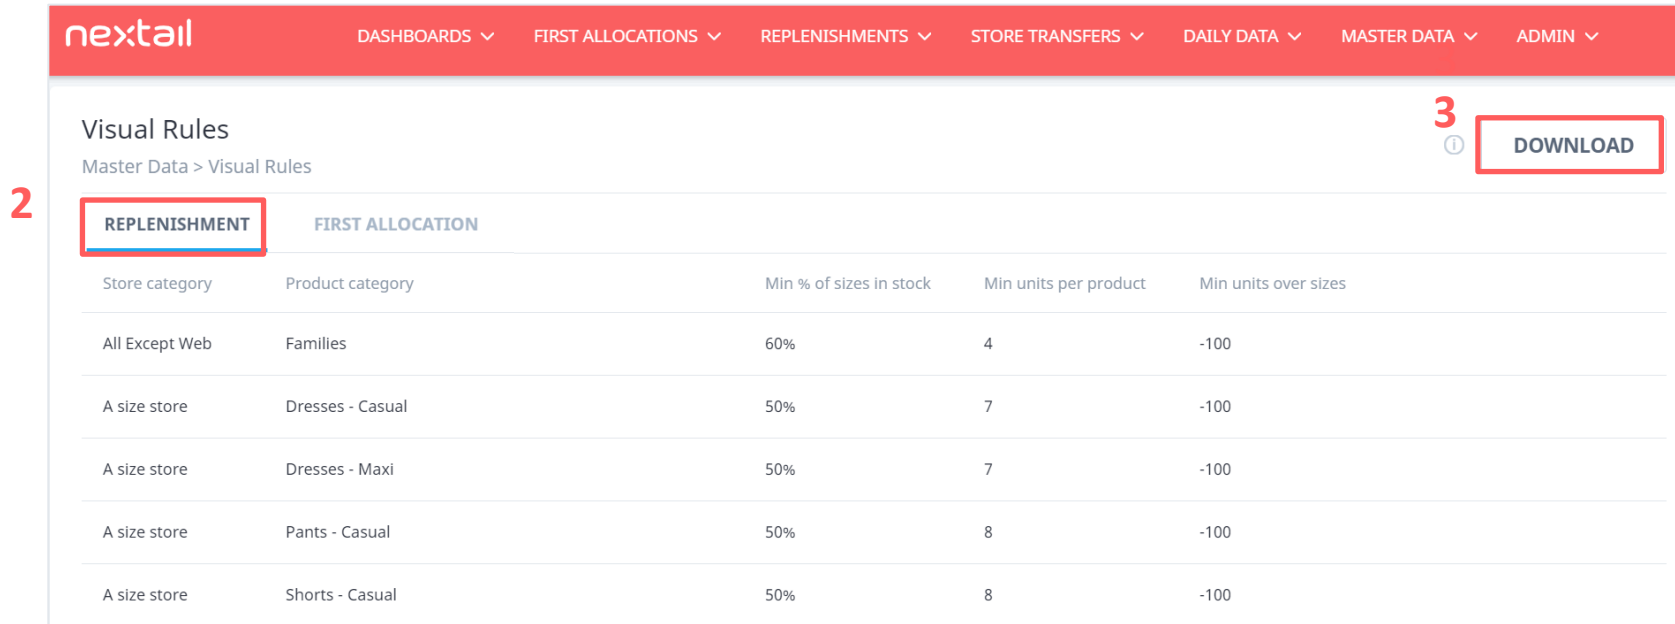 nextail DASHBOARDS FIRST ALLOCATIONS REPLENISHMENTS STORE TRANSFERS DAILY DATA MASTER DATA ADMIN
3
Visual Rules
DOWNLOAD
Master Data > Visual Rules
2
REPLENISHMENT FIRST ALLOCATION
Store category Product category Min % of sizes in stock Min units per product Min units over sizes
All Except Web Families 60% 4 -100
A size store Dresses - Casual 50% 7 -100
A size store Dresses - Maxi 50% 7 -100
A size store Pants - Casual 50% 8 -100
A size store Shorts - Casual 50% 8 -100